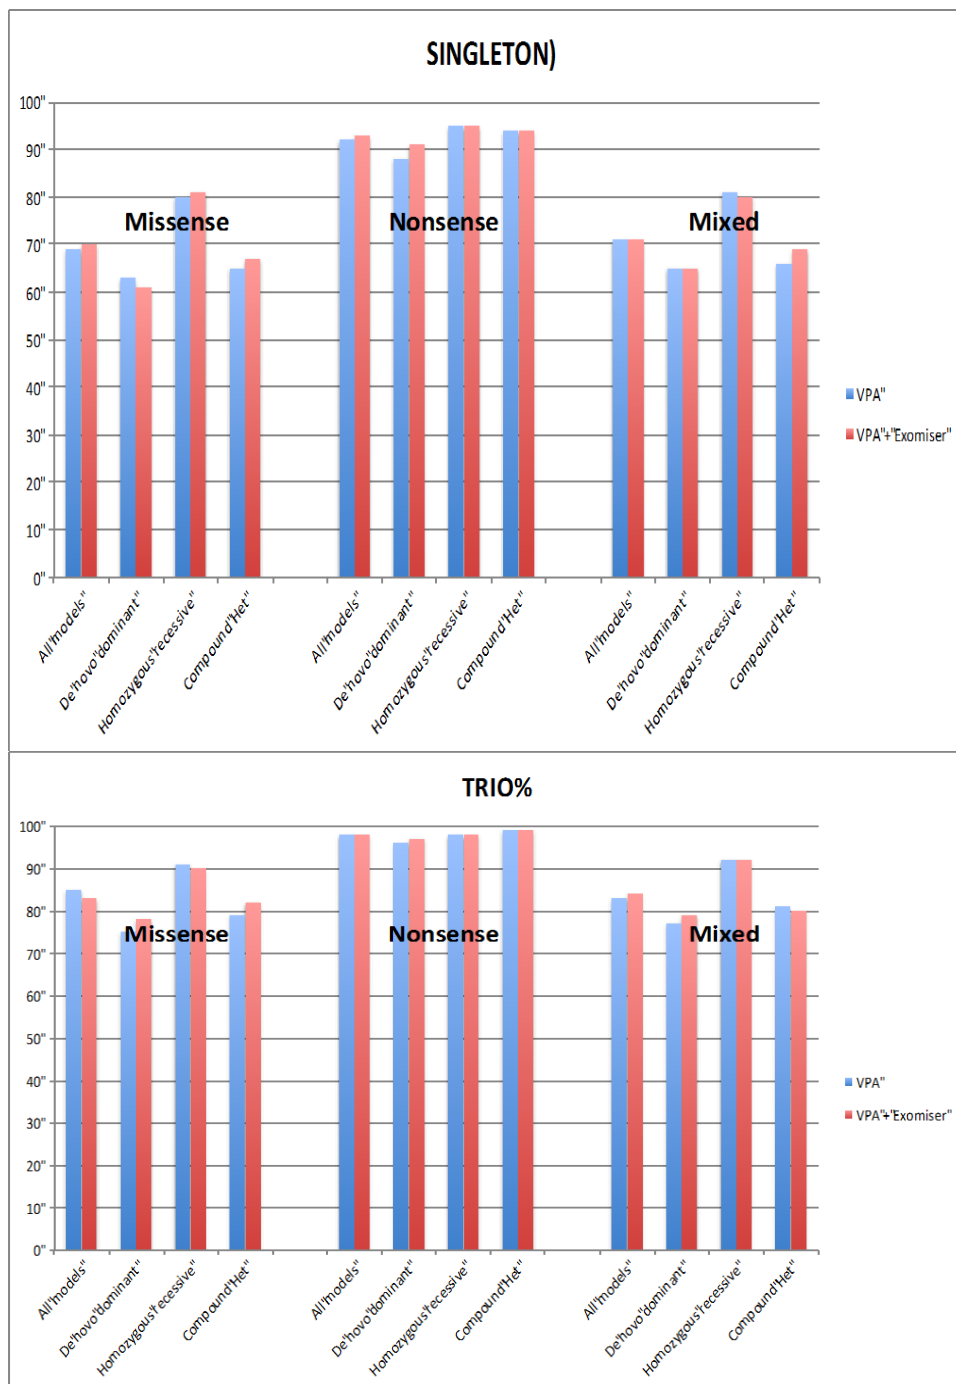 SINGLETON)
100"
90"
80"
70"
60"
50"
40"
30"
20"
10"
0"
Missense
Nonsense
Mixed
VPA"
VPA"+"Exomiser"
All"models"
De"novo"dominant"
Homozygous"recessive"
Compound"Het"
All"models"
De"novo"dominant"
Homozygous"recessive"
Compound"Het"
All"models"
De"novo"dominant"
Homozygous"recessive"
Compound"Het"
TRIO%
100"
90"
80"
70"
60"
50"
40"
30"
20"
10"
0"
Missense
Nonsense
Mixed
VPA"
VPA"+"Exomiser"
All"models"
De"novo"dominant"
Homozygous"recessive"
Compound"Het"
All"models"
De"novo"dominant"
Homozygous"recessive"
Compound"Het"
All"models"
De"novo"dominant"
Homozygous"recessive"
Compound"Het"